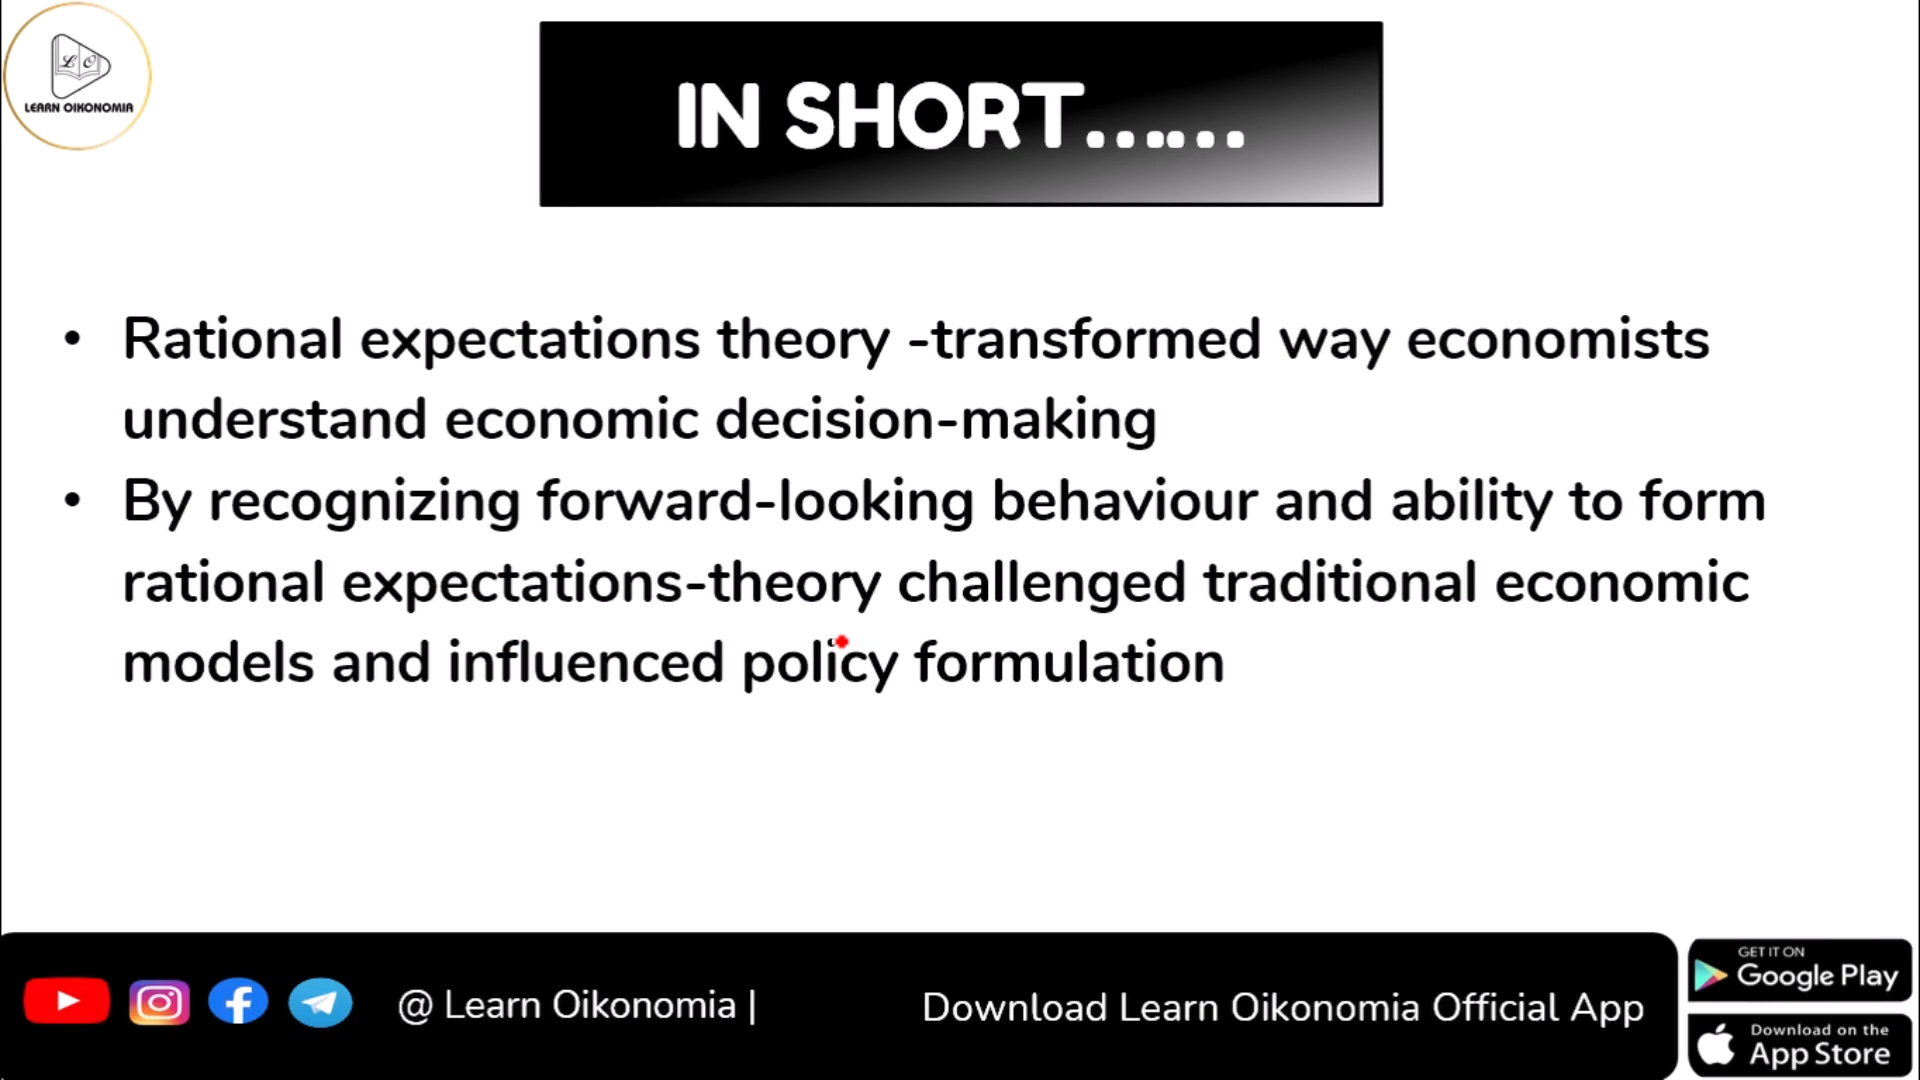 L O
LEARN OIKONOMIA
IN SHORT......
• Rational expectations theory -transformed way economists
understand economic decision-making
• By recognizing forward-looking behaviour and ability to form
rational expectations-theory challenged traditional economic
models and influenced policy formulation
@ Learn Oikonomia |
Download Learn Oikonomia Official App
GET IT ON
Google Play
Download on the
App Store